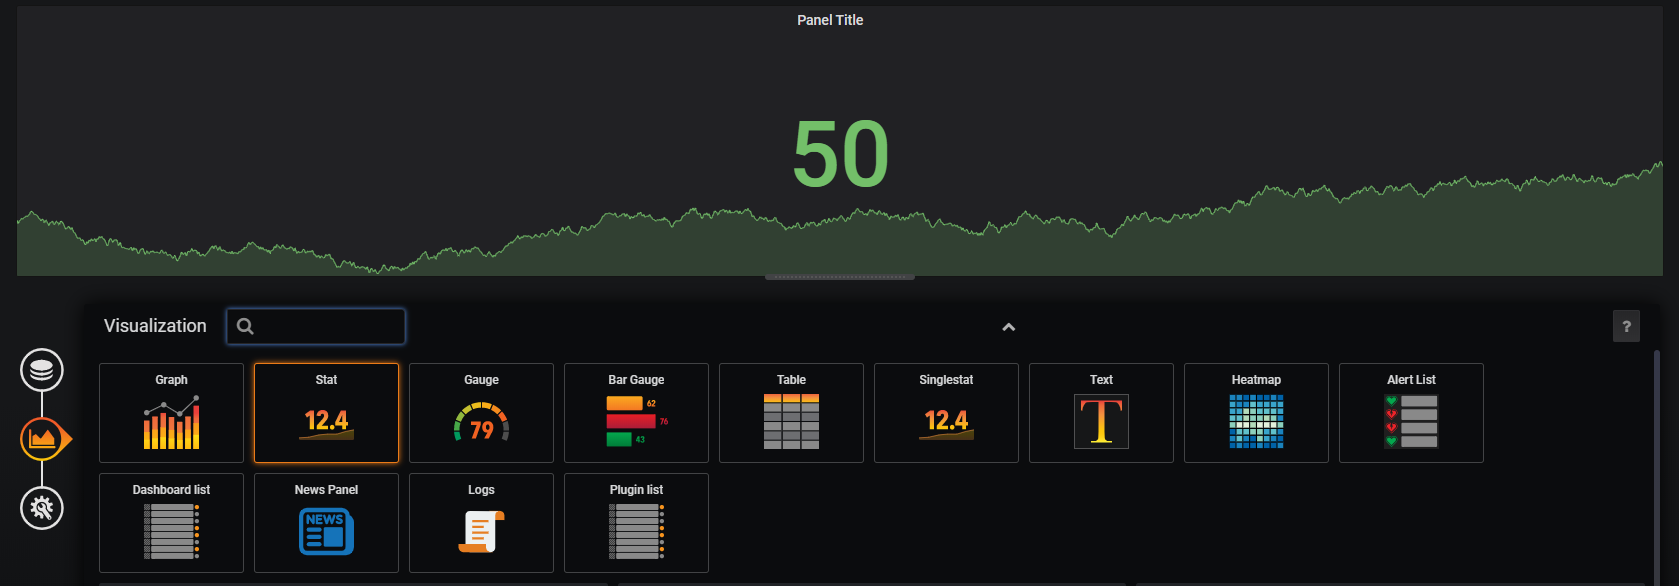 Panel Title
50
Visualization
?
Graph
Stat
Gauge
Bar Gauge
Table
Singlestat
Text
Heatmap
Alert List
12.4
79
62
76
43
12.4
T
Dashboard list
News Panel
Logs
Plugin list
NEWS